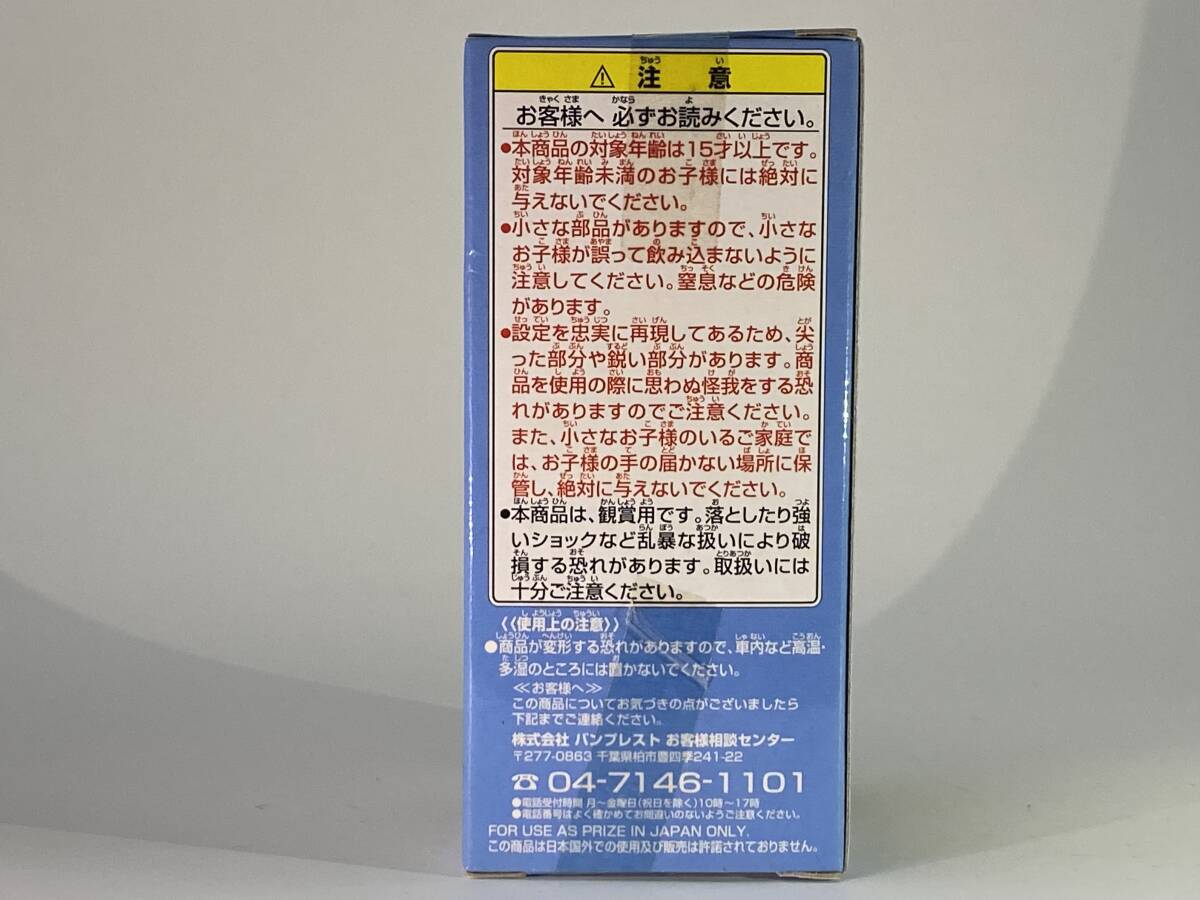 ⚠ 注意
お客様へ 必ずお読みください。
●本商品の対象年齢は15才以上です。
対象年齢未満のお子様には絶対に
与えないでください。
●小さな部品がありますので、小さな
お子様が誤って飲み込まないように
注意してください。窒息などの危険
があります。
●設定を忠実に再現してあるため、尖
った部分や鋭い部分があります。商
品を使用の際に思わぬ怪我をする恐
れがありますのでご注意ください。
また、小さなお子様のいるご家庭で
は、お子様の手の届かない場所に保
管し、絶対に与えないでください。
●本商品は、観賞用です。落としたり強
いショックなど乱暴な扱いにより破
損する恐れがあります。取扱いには
十分ご注意ください。
《使用上の注意》
●商品が変形する恐れがありますので、車内など高温・
多湿のところには置かないでください。
≪お客様へ≫
この商品についてお気づきの点がございましたら
下記までご連絡ください。
株式会社 バンプレスト お客様相談センター
〒277-0863 千葉県柏市豊四季241-22
☎ 04-7146-1101
●電話受付時間 月～金曜日(祝日を除く)10時～17時
●電話番号はよく確かめてお間違いのないようご注意ください。
FOR USE AS PRIZE IN JAPAN ONLY.
この商品は日本国外での使用及び販売は許諾されておりません。